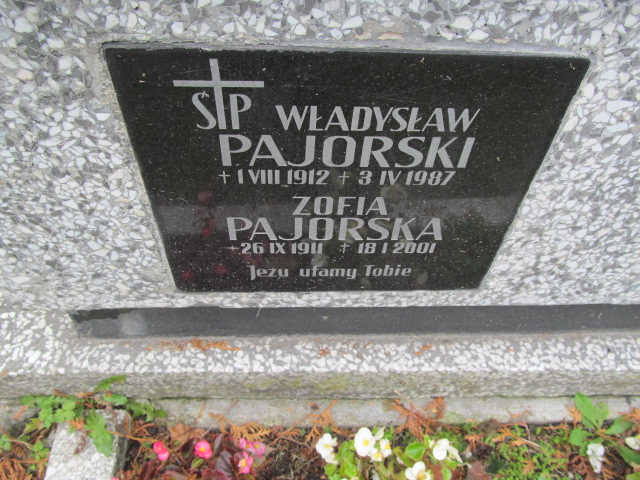 ŚP WŁADYSŁAW
PAJORSKI
+ 1 VIII 1912 + 3 IV 1987
ZOFIA
PAJORSKA
+ 26 IX 1911 + 18 I 2001
Jezu ufamy Tobie